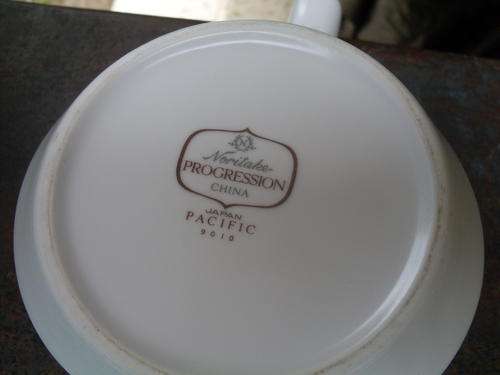 N
Noritake
PROGRESSION
CHINA
JAPAN
PACIFIC
9010